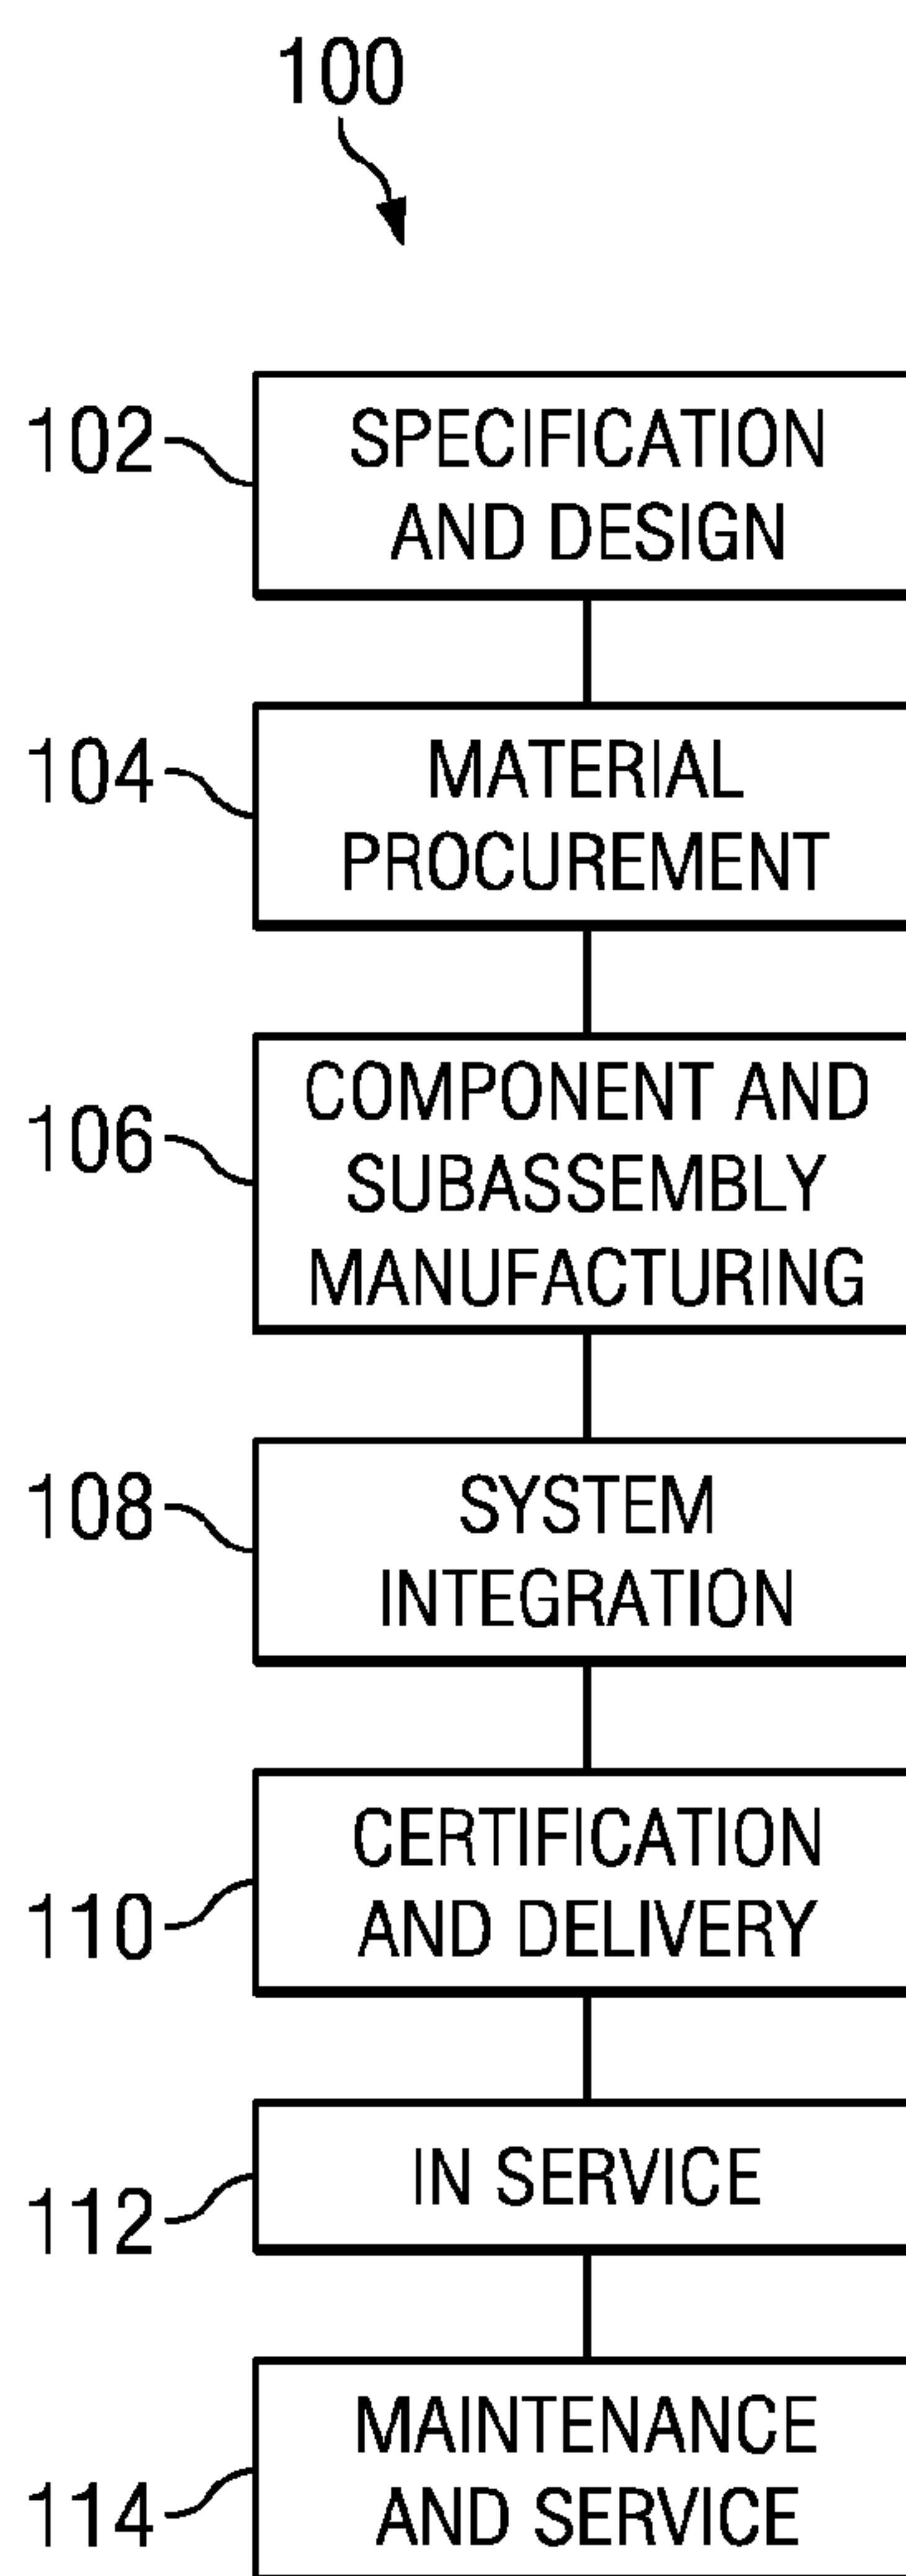 100
102
SPECIFICATION
AND DESIGN
104
MATERIAL
PROCUREMENT
106
COMPONENT AND
SUBASSEMBLY
MANUFACTURING
108
SYSTEM
INTEGRATION
110
CERTIFICATION
AND DELIVERY
112
IN SERVICE
114
MAINTENANCE
AND SERVICE